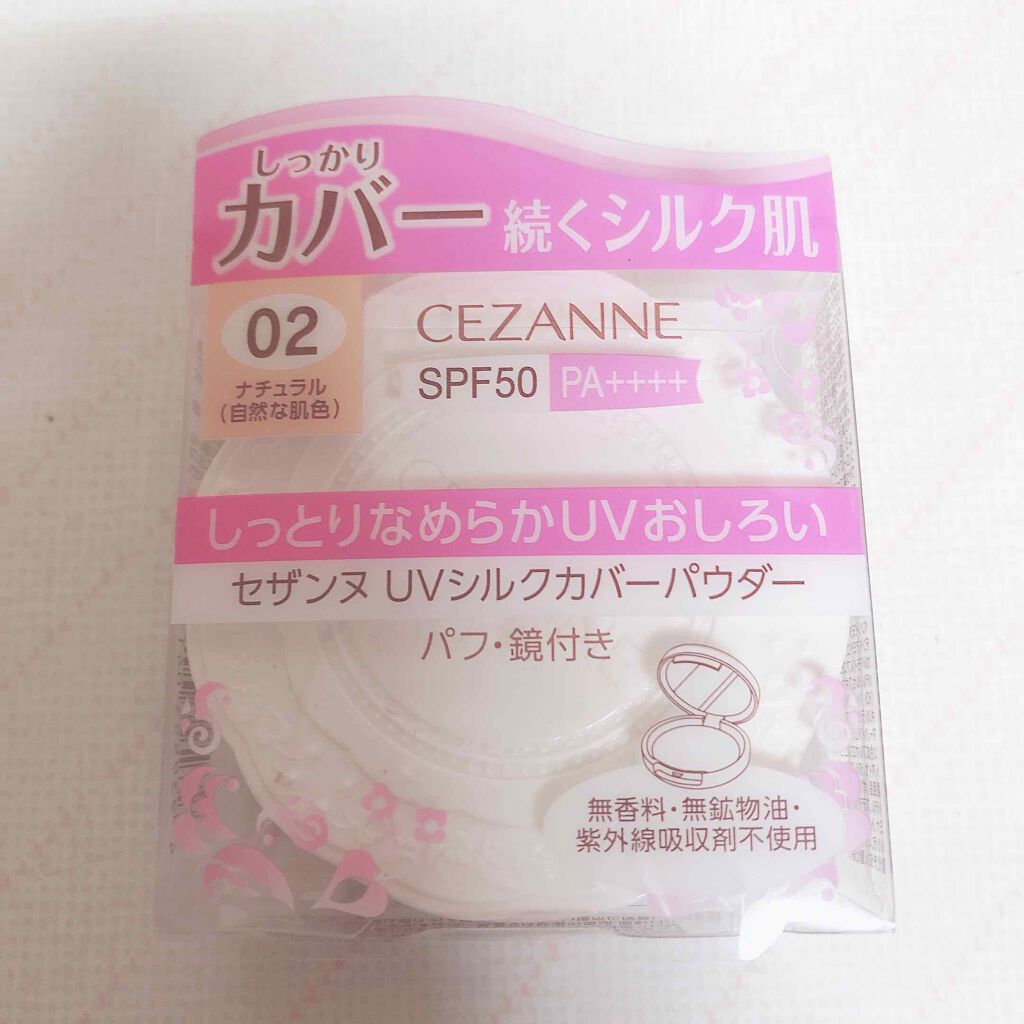 しっかり
カバー続くシルク肌
02
ナチュラル
(自然な肌色)
CEZANNE
SPF50 PA++++
しっとりなめらかUVおしろい
セザンヌ UVシルクカバーパウダー
パフ・鏡付き
無香料・無鉱物油・
紫外線吸収剤不使用